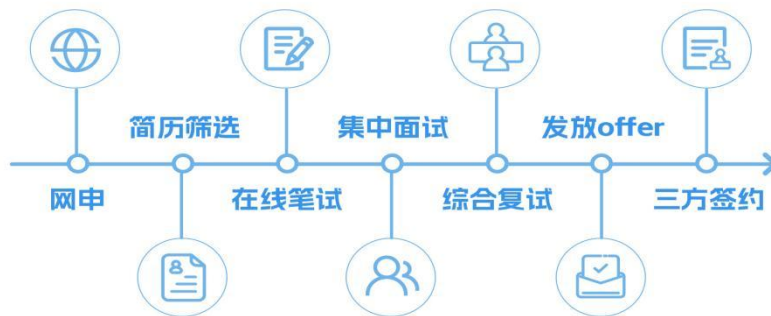 简历筛选
集中面试
发放offer
网申
在线笔试
综合复试
三方签约